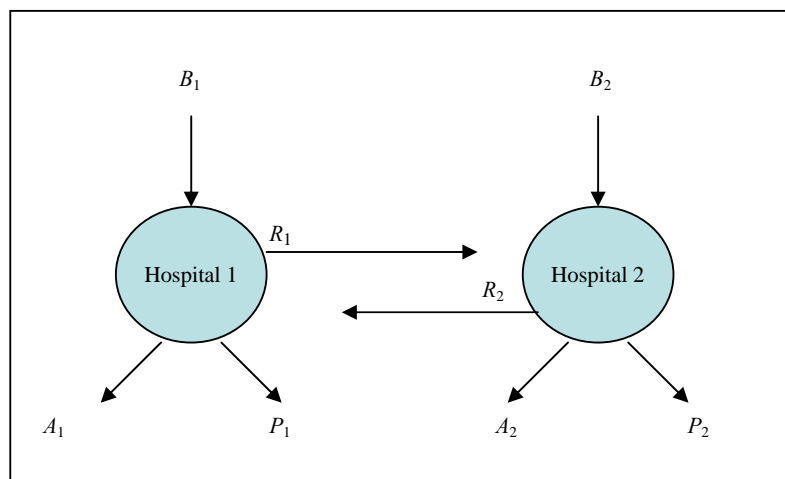 B₁ B₂
R₁
Hospital 1 Hospital 2
R₂
A₁ P₁ A₂ P₂